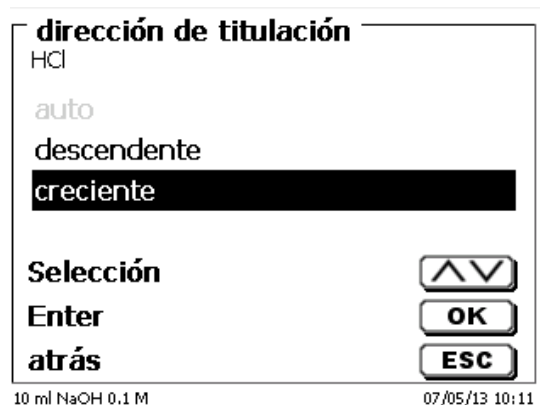 dirección de titulación
HCl
auto
descendente
creciente
Selección
Enter OK
atrás ESC
10 ml NaOH 0.1 M 07/05/13 10:11